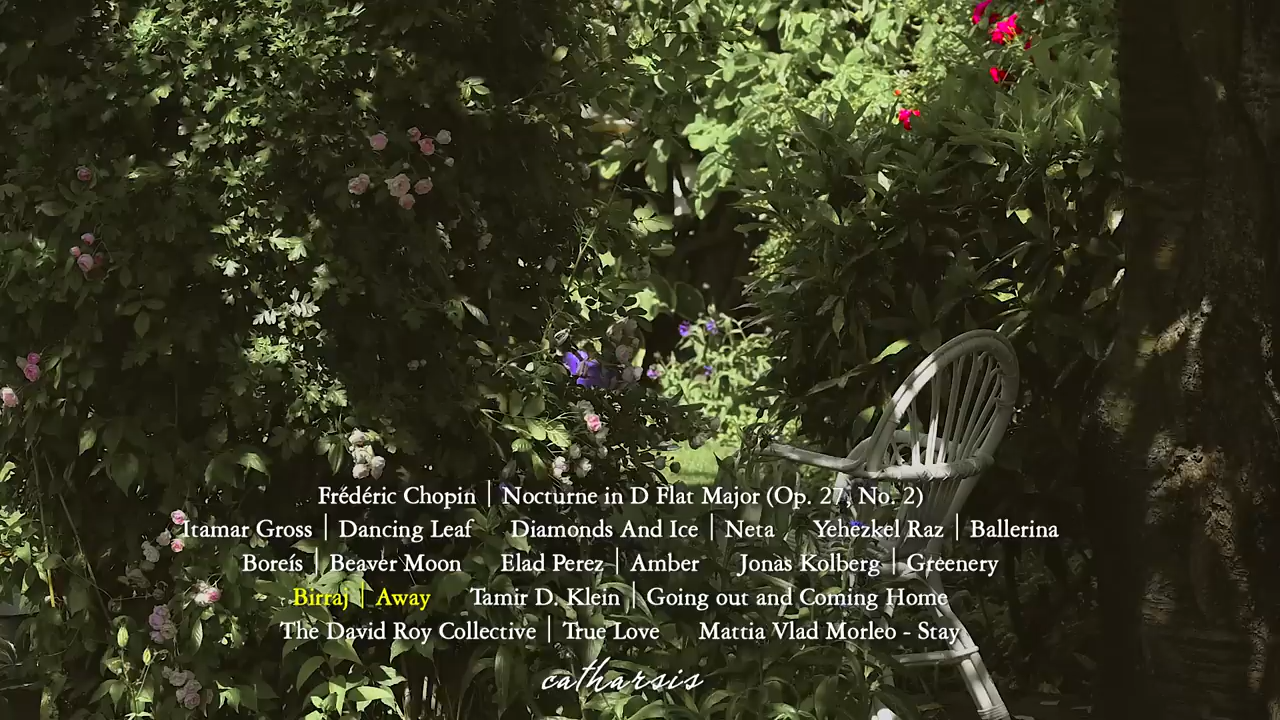 Frédéric Chopin | Nocturne in D Flat Major (Op. 27, No. 2)
Itamar Gross | Dancing Leaf Diamonds And Ice | Neta Yehezkel Raz | Ballerina
Boreís | Beaver Moon Elad Perez | Amber Jonas Kolberg | Greenery
Birraj | Away Tamir D. Klein | Going out and Coming Home
The David Roy Collective | True Love Mattia Vlad Morleo - Stay
catharsis